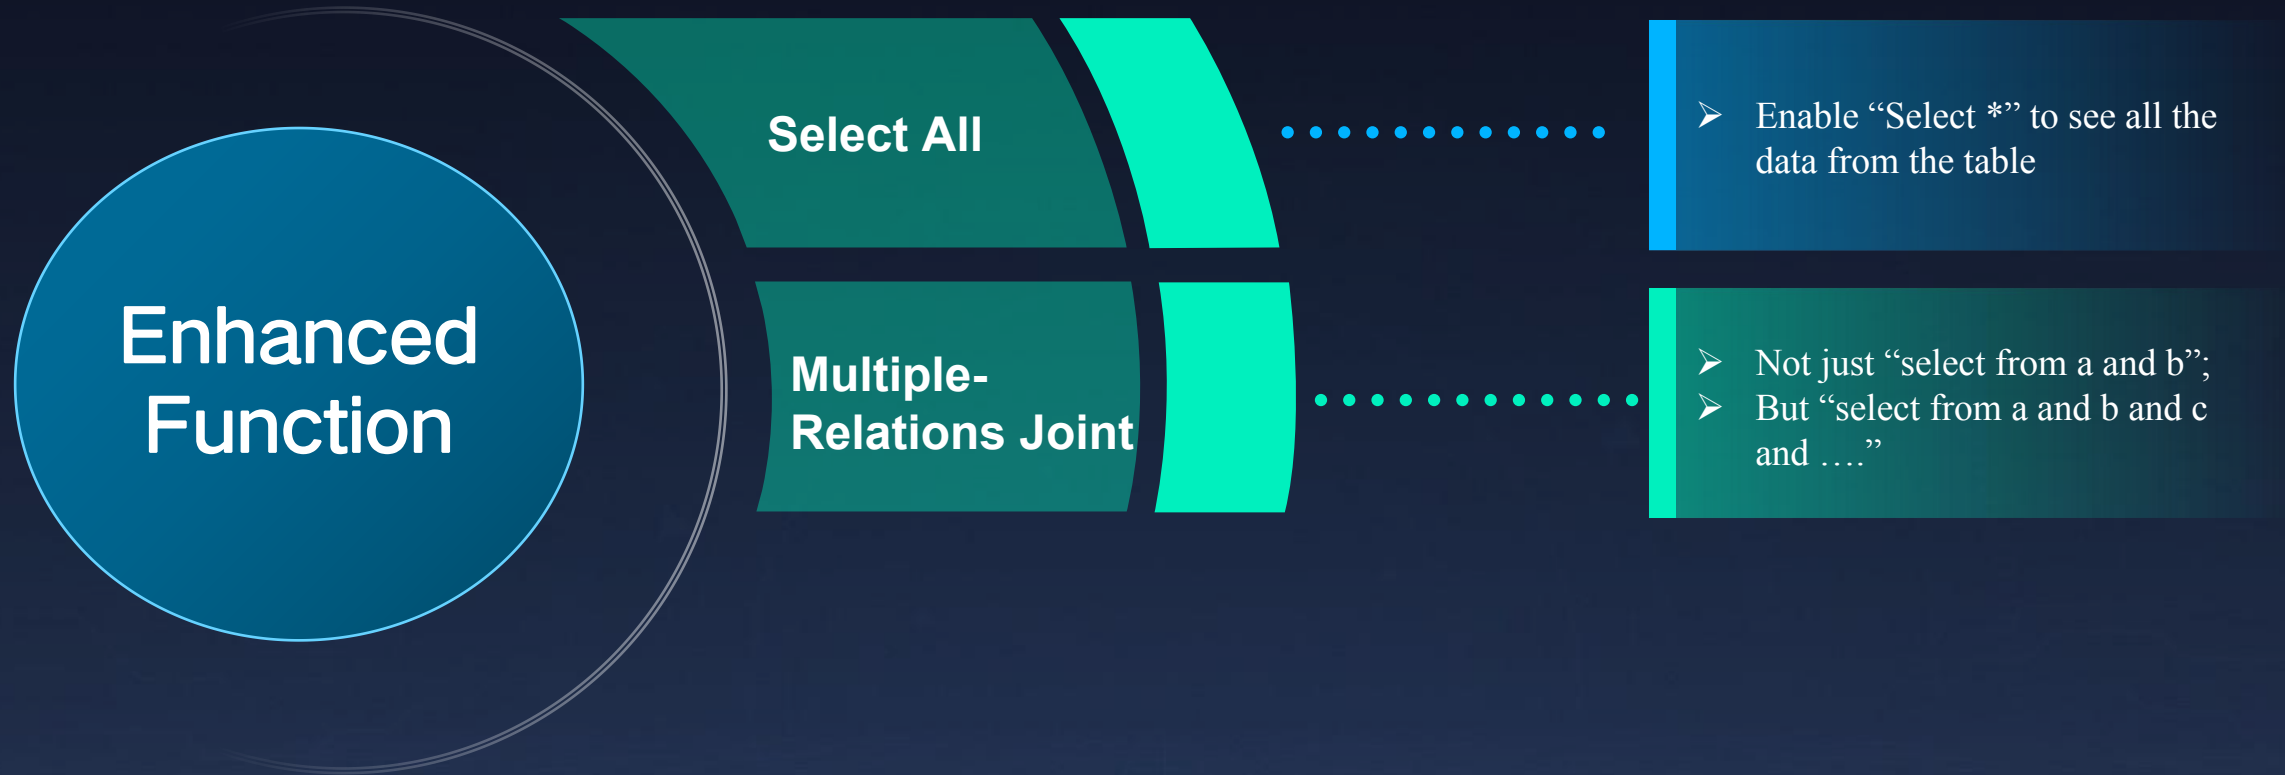 Enhanced
Function
Select All
➢ Enable “Select *” to see all the
data from the table
Multiple-
Relations Joint
➢ Not just “select from a and b”;
➢ But “select from a and b and c
and ….”